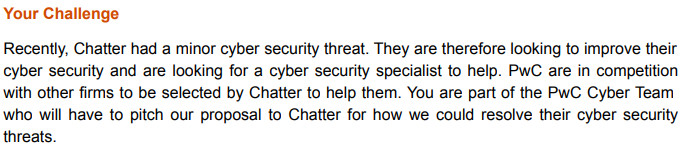 Your Challenge
Recently, Chatter had a minor cyber security threat. They are therefore looking to improve their
cyber security and are looking for a cyber security specialist to help. PwC are in competition
with other firms to be selected by Chatter to help them. You are part of the PwC Cyber Team
who will have to pitch our proposal to Chatter for how we could resolve their cyber security
threats.